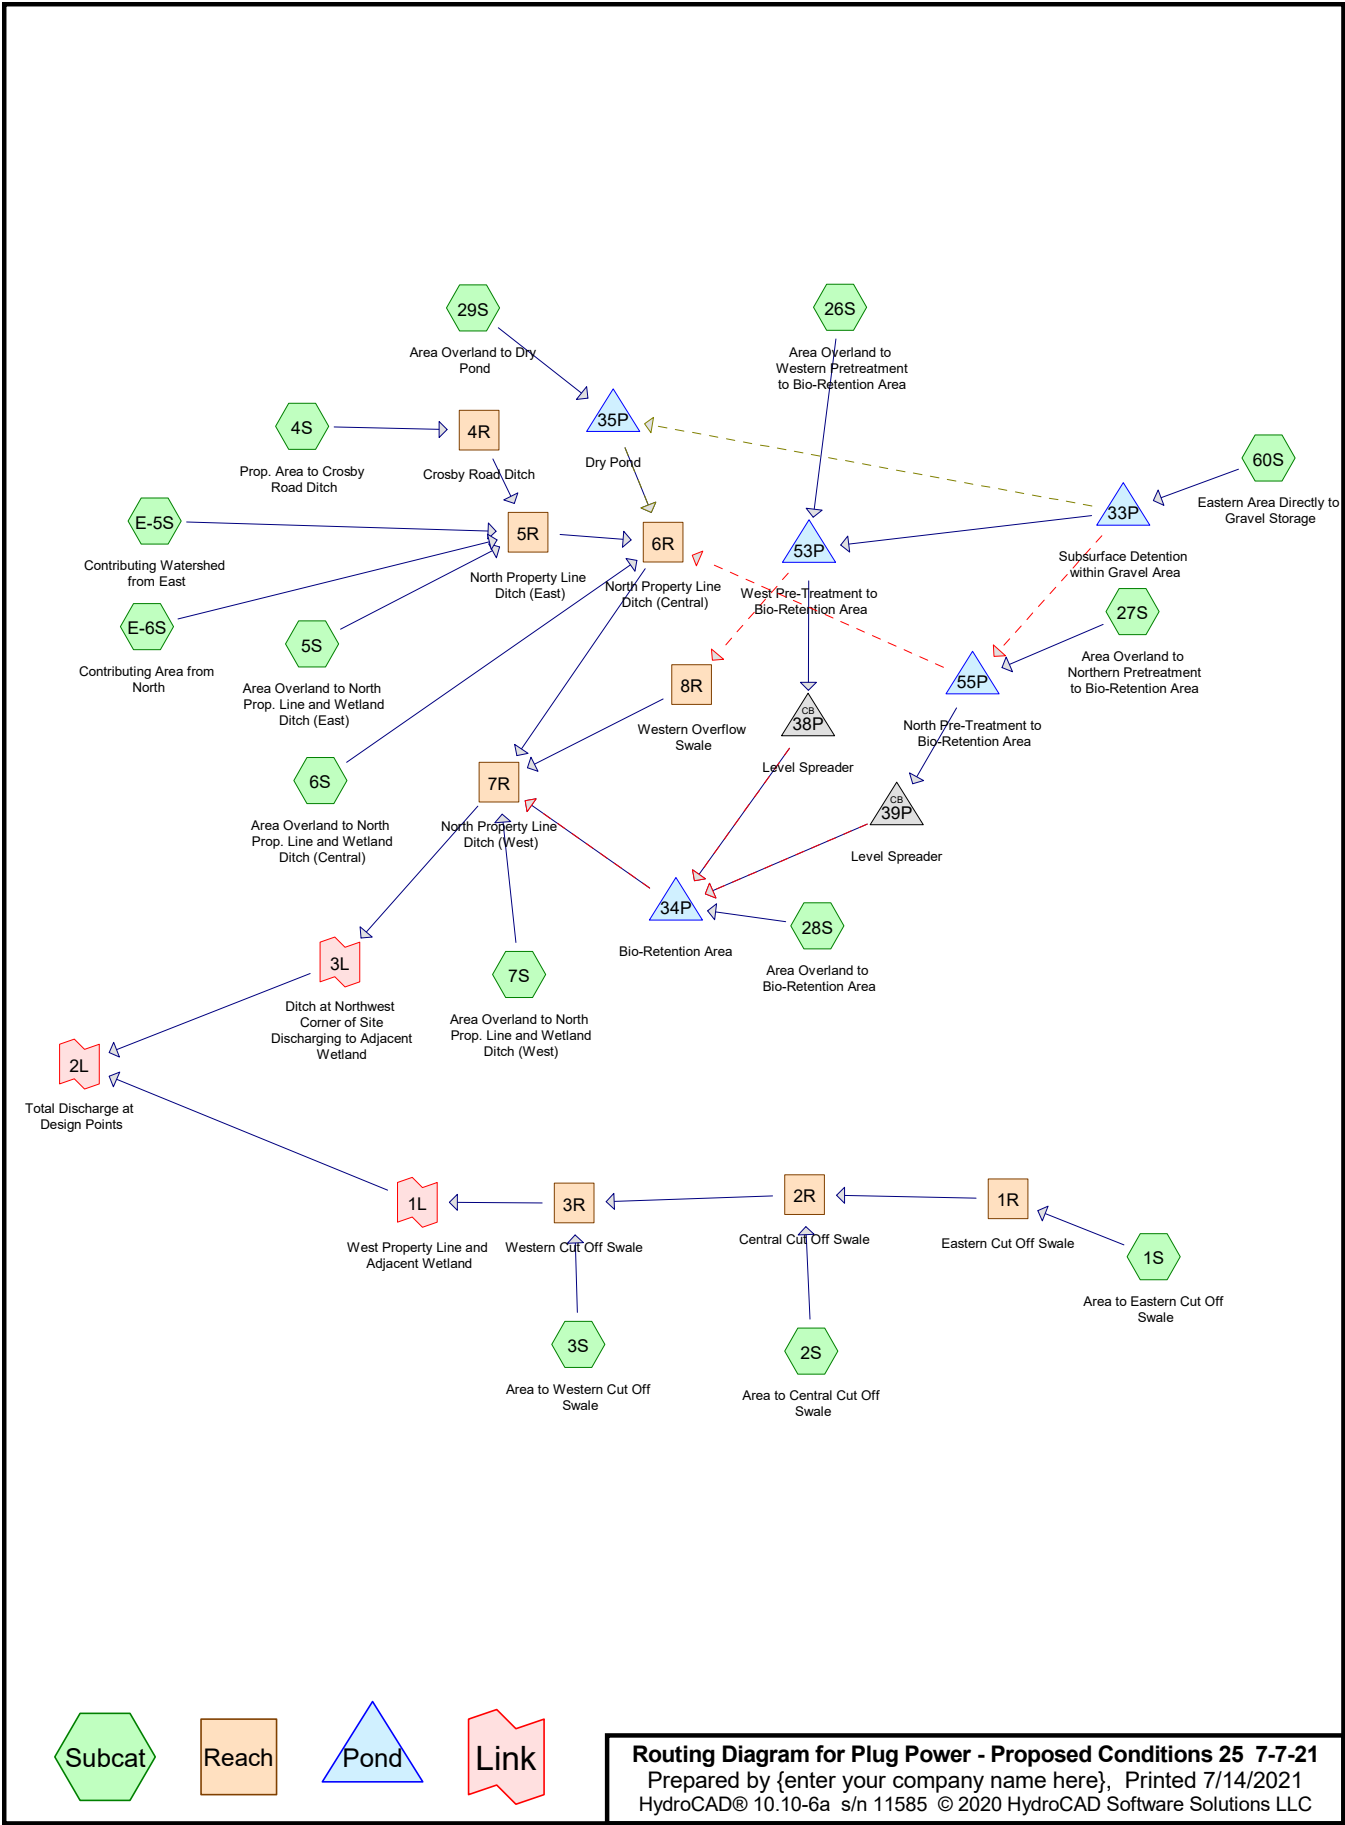 29S
Area Overland to Dry
Pond
26S
Area Overland to
Western Pretreatment
to Bio-Retention Area
4S
Prop. Area to Crosby
Road Ditch
4R
Crosby Road Ditch
35P
Dry Pond
60S
Eastern Area Directly to
Gravel Storage
33P
Subsurface Detention
within Gravel Area
E-5S
Contributing Watershed
from East
5R
North Property Line
Ditch (East)
6R
North Property Line
Ditch (Central)
53P
West Pre-Treatment to
Bio-Retention Area
E-6S
Contributing Area from
North
5S
Area Overland to North
Prop. Line and Wetland
Ditch (East)
27S
Area Overland to
Northern Pretreatment
to Bio-Retention Area
8R
Western Overflow
Swale
55P
North Pre-Treatment to
Bio-Retention Area
CB
38P
Level Spreader
6S
Area Overland to North
Prop. Line and Wetland
Ditch (Central)
7R
North Property Line
Ditch (West)
CB
39P
Level Spreader
34P
Bio-Retention Area
28S
Area Overland to
Bio-Retention Area
3L
Ditch at Northwest
Corner of Site
Discharging to Adjacent
Wetland
7S
Area Overland to North
Prop. Line and Wetland
Ditch (West)
2L
Total Discharge at
Design Points
1L
West Property Line and
Adjacent Wetland
3R
Western Cut Off Swale
2R
Central Cut Off Swale
1R
Eastern Cut Off Swale
1S
Area to Eastern Cut Off
Swale
3S
Area to Western Cut Off
Swale
2S
Area to Central Cut Off
Swale
Subcat
Reach
Pond
Link
Routing Diagram for Plug Power - Proposed Conditions 25 7-7-21
Prepared by {enter your company name here}, Printed 7/14/2021
HydroCAD® 10.10-6a s/n 11585 © 2020 HydroCAD Software Solutions LLC